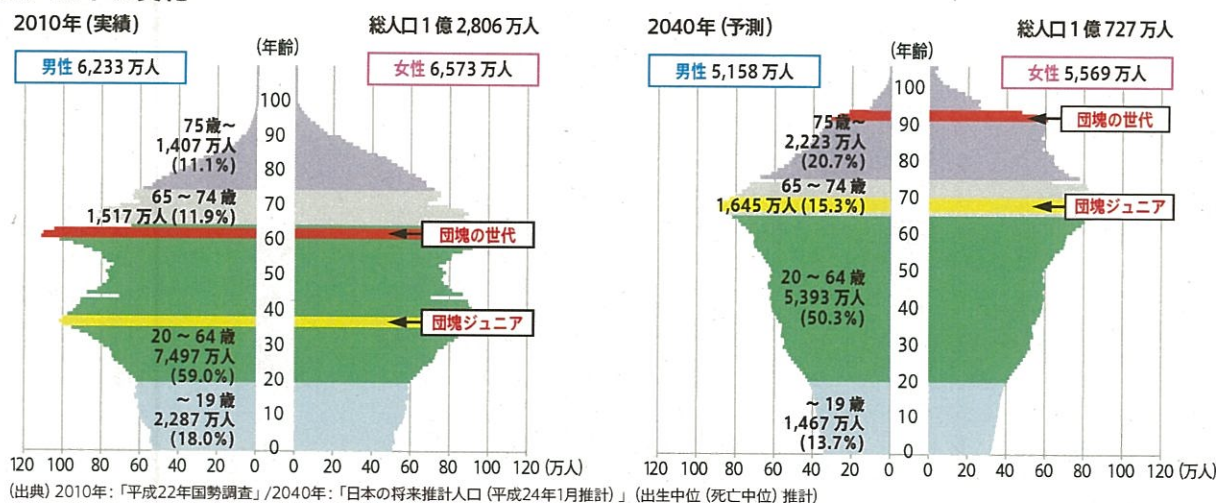 2010年(実績)
総人口1億2,806万人
(年齢)
男性 6,233万人
女性 6,573万人
100
90
80
70
60
50
40
30
20
10
0
75歳～
1,407万人
(11.1%)
65～74歳
1,517万人(11.9%)
団塊の世代
団塊ジュニア
20～64歳
7,497万人
(59.0%)
～19歳
2,287万人
(18.0%)
120 100 80 60 40 20 0 0 20 40 60 80 100 120 (万人)
2040年(予測)
総人口1億727万人
(年齢)
男性 5,158万人
女性 5,569万人
100
90
80
70
60
50
40
30
20
10
0
75歳～
2,223万人
(20.7%)
団塊の世代
65～74歳
1,645万人(15.3%)
団塊ジュニア
20～64歳
5,393万人
(50.3%)
～19歳
1,467万人
(13.7%)
120 100 80 60 40 20 0 0 20 40 60 80 100 120 (万人)
(出典)2010年:「平成22年国勢調査」/2040年:「日本の将来推計人口(平成24年1月推計)」(出生中位(死亡中位)推計)